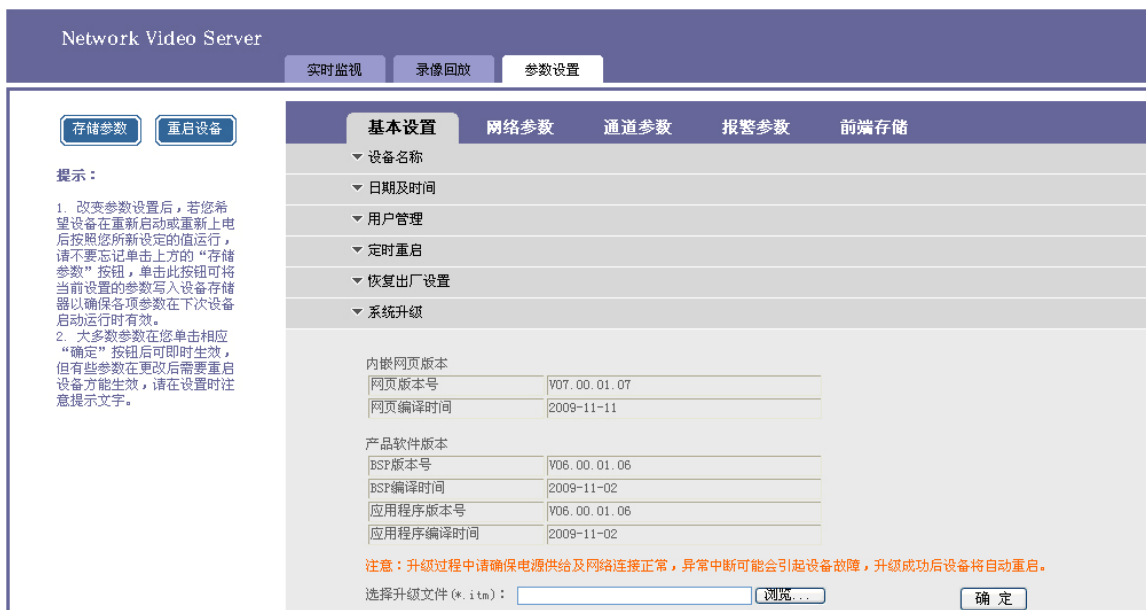 Network Video Server
实时监视 录像回放 参数设置
存储参数 重启设备
提示：
1. 改变参数设置后，若您希
望设备在重新启动或重新上电
后按照您所新设定的值运行，
请不要忘记单击上方的“存储
参数”按钮，单击此按钮可将
当前设置的参数写入设备存储
器以确保各项参数在下次设备
启动运行时有效。
2. 大多数参数在您单击相应
“确定”按钮后可即时生效，
但有些参数在更改后需要重启
设备方能生效，请在设置时注
意提示文字。
基本设置 网络参数 通道参数 报警参数 前端存储
设备名称
日期及时间
用户管理
定时重启
恢复出厂设置
系统升级
内嵌网页版本
网页版本号 V07.00.01.07
网页编译时间 2009-11-11
产品软件版本
BSP版本号 V06.00.01.06
BSP编译时间 2009-11-02
应用程序版本号 V06.00.01.06
应用程序编译时间 2009-11-02
注意：升级过程中请确保电源供给及网络连接正常，异常中断可能会引起设备故障，升级成功后设备将自动重启。
选择升级文件(*.itm)： 浏览... 确 定